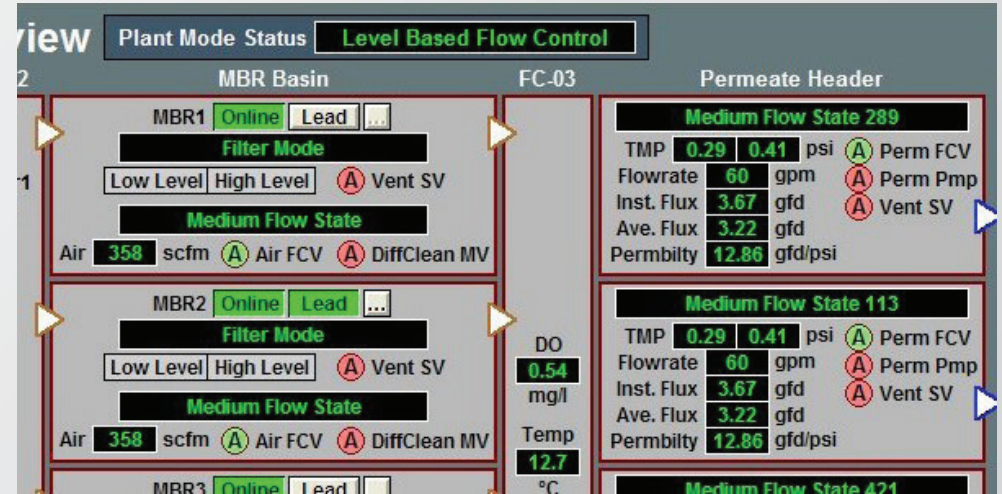 view Plant Mode Status Level Based Flow Control
2 MBR Basin FC-03 Permeate Header
MBR1 Online Lead ...
Filter Mode
Low Level High Level A Vent SV
Medium Flow State
Air 358 scfm A Air FCV A DiffClean MV
Medium Flow State 289
TMP 0.29 0.41 psi A Perm FCV
Flowrate 60 gpm A Perm Pmp
Inst. Flux 3.67 gfd A Vent SV
Ave. Flux 3.22 gfd
Permbilty 12.86 gfd/psi
MBR2 Online Lead ...
Filter Mode
Low Level High Level A Vent SV
Medium Flow State
Air 358 scfm A Air FCV A DiffClean MV
DO
0.54
mg/l
Temp
12.7
°C
Medium Flow State 113
TMP 0.29 0.41 psi A Perm FCV
Flowrate 60 gpm A Perm Pmp
Inst. Flux 3.67 gfd A Vent SV
Ave. Flux 3.22 gfd
Permbilty 12.86 gfd/psi
MBR3 Online Lead
Medium Flow State 421